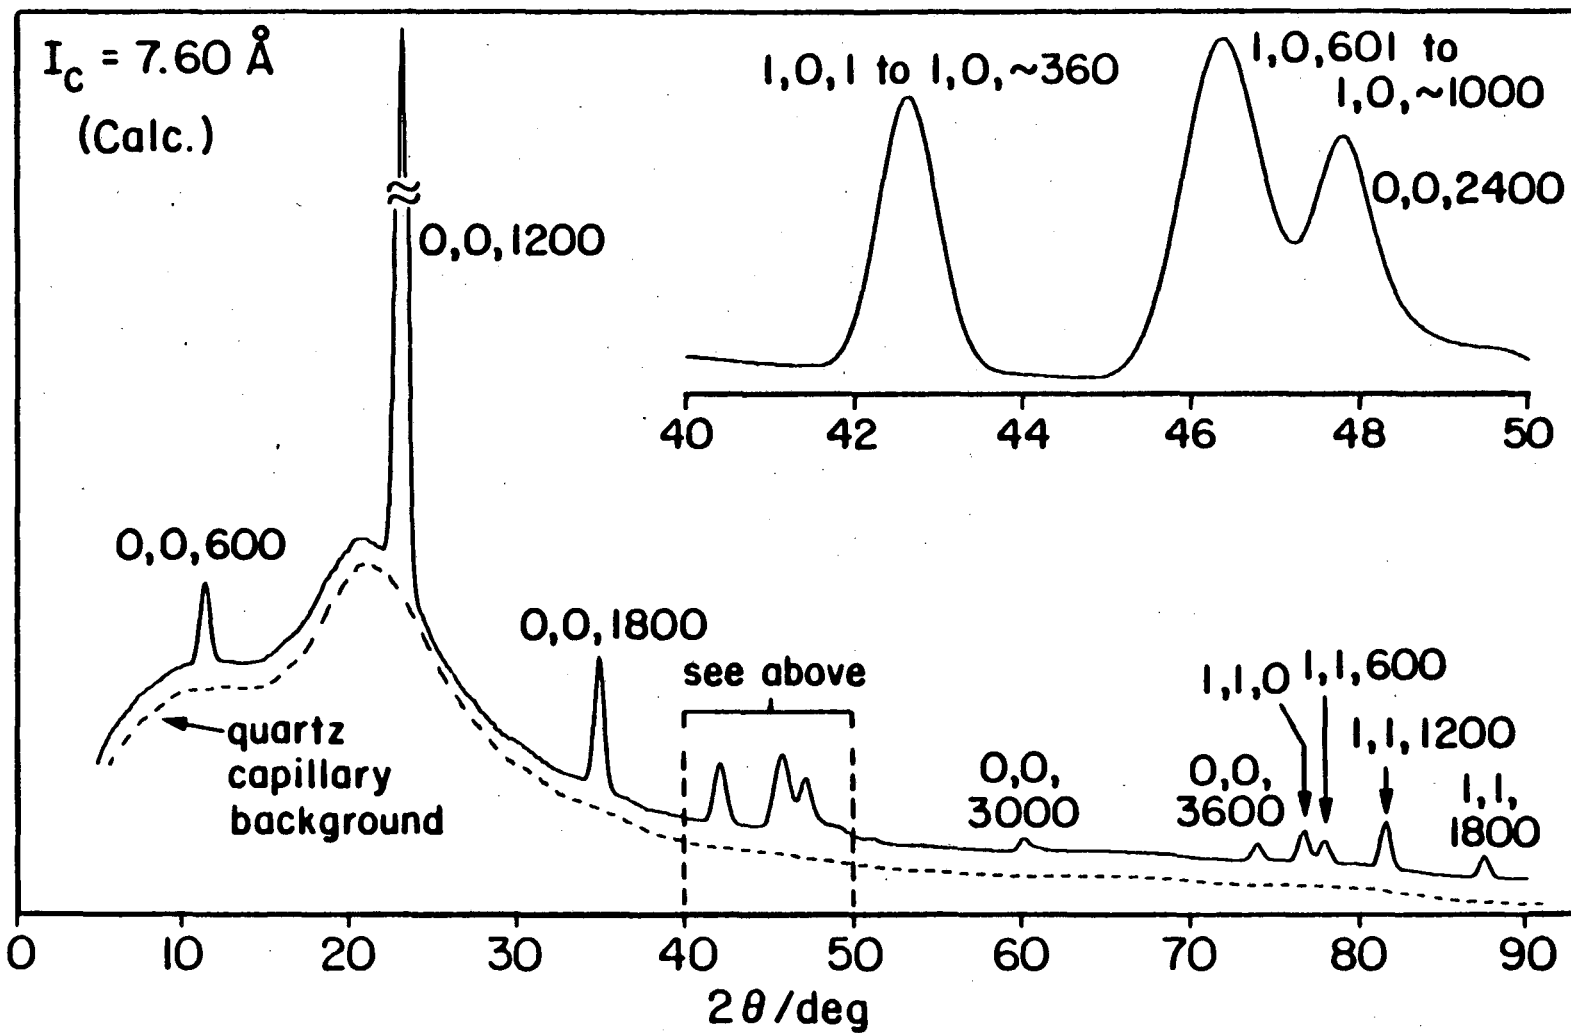 I_c = 7.60 Å
(Calc.)
1,0,1 to 1,0,~360
1,0,601 to
1,0,~1000
0,0,2400
0,0,1200
40 42 44 46 48 50
0,0,600
0,0,1800
see above
1,1,0
1,1,600
1,1,1200
0,0,
3000
0,0,
3600
1,1,
1800
quartz
capillary
background
0 10 20 30 40 50 60 70 80 90
2θ/deg